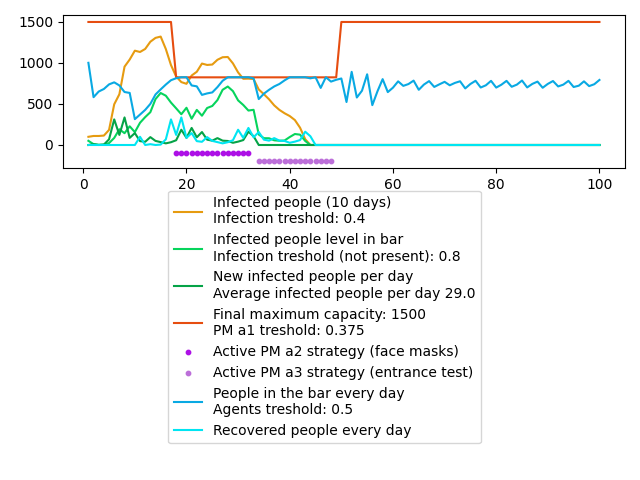 1500
1000
500
0
0 20 40 60 80 100
Infected people (10 days)
Infection treshold: 0.4
Infected people level in bar
Infection treshold (not present): 0.8
New infected people per day
Average infected people per day 29.0
Final maximum capacity: 1500
PM a1 treshold: 0.375
Active PM a2 strategy (face masks)
Active PM a3 strategy (entrance test)
People in the bar every day
Agents treshold: 0.5
Recovered people every day